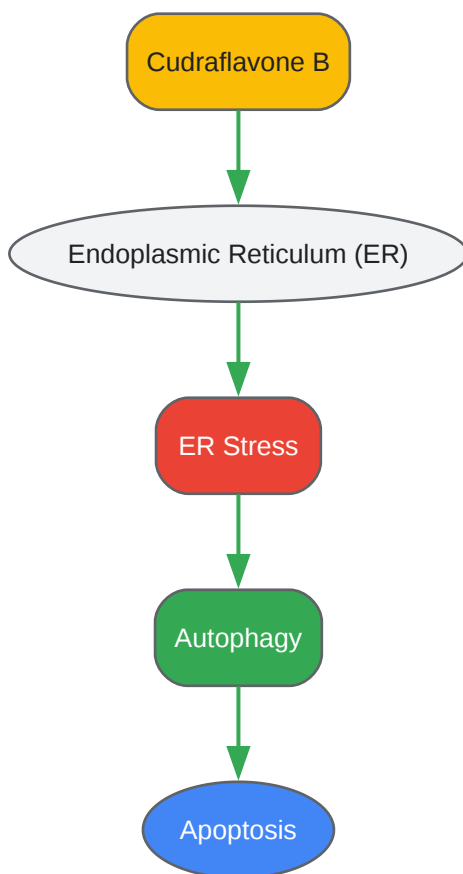 Cudraflavone B
Endoplasmic Reticulum (ER)
ER Stress
Autophagy
Apoptosis